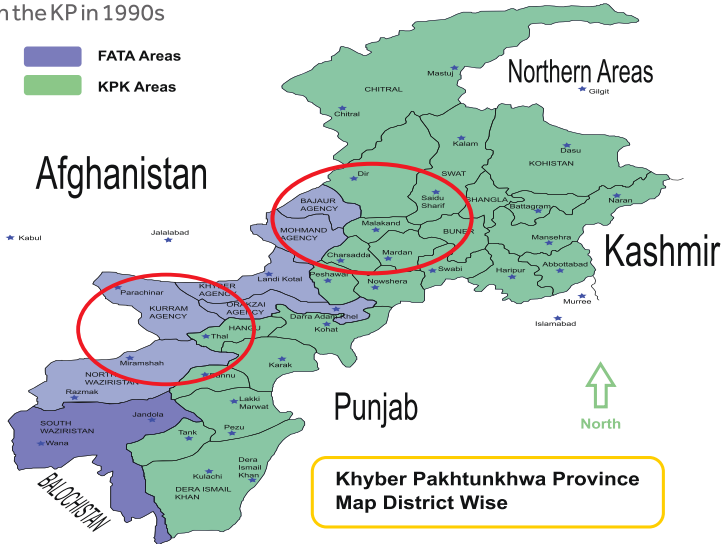 n the KP in 1990s
FATA Areas
KPK Areas
Northern Areas
Gilgit
Mastuj
CHITRAL
Chitral
Kalam
Dasu
KOHISTAN
Afghanistan
Dir
SWAT
BAJAUR
AGENCY
Saidu
Sharif
SHANGLA
Battagram
Naran
Kabul
Jalalabad
MOHMAND
AGENCY
Malakand
BUNER
Mansehra
Kashmir
Charsadda
Mardan
Swabi
Haripur
Abbottabad
Landi Kotal
Peshawar
Nowshera
Parachinar
KHYBER
AGENCY
Murree
KURRAM
AGENCY
ORAKZAI
AGENCY
Darra Adam Khel
Kohat
Islamabad
HANGU
Thal
Miramshah
Karak
NORTH
WAZIRISTAN
Bannu
Razmak
Lakki
Marwat
Punjab
North
Jandola
SOUTH
WAZIRISTAN
Wana
Tank
Pezu
BALOCHISTAN
Kulachi
Dera
Ismail
Khan
DERA ISMAIL
KHAN
Khyber Pakhtunkhwa Province
Map District Wise